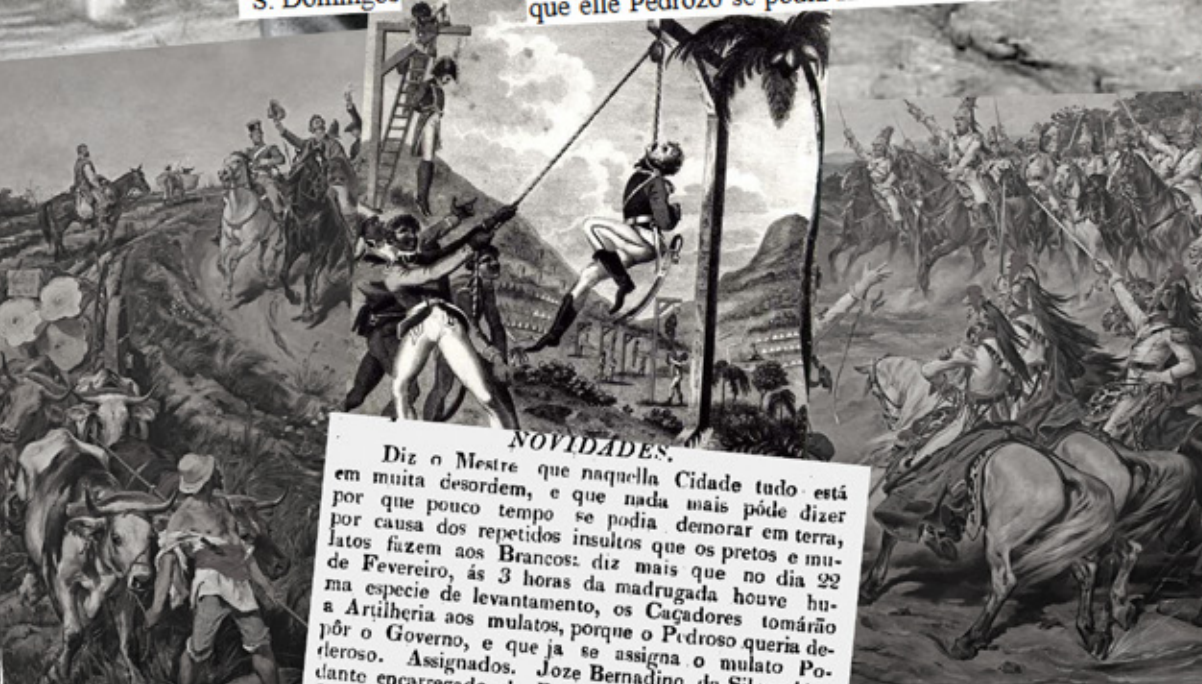 S. Domingos
que elle Pedrozo se podia
NOVIDADES.
Diz o Mestre que naquella Cidade tudo está
em muita desordem, e que nada mais póde dizer
por que pouco tempo se podia demorar em terra,
por causa dos repetidos insultos que os pretos e mu-
latos fazem aos Brancos: diz mais que no dia 22
de Fevereiro, ás 3 horas da madrugada houve hu-
ma especie de levantamento, os Caçadores tomárão
a Artilheria aos mulatos, porque o Pedroso queria de-
pôr o Governo, e que ja se assigna o mulato Po-
deroso. Assignados. Joze Bernadino
dante encarregado